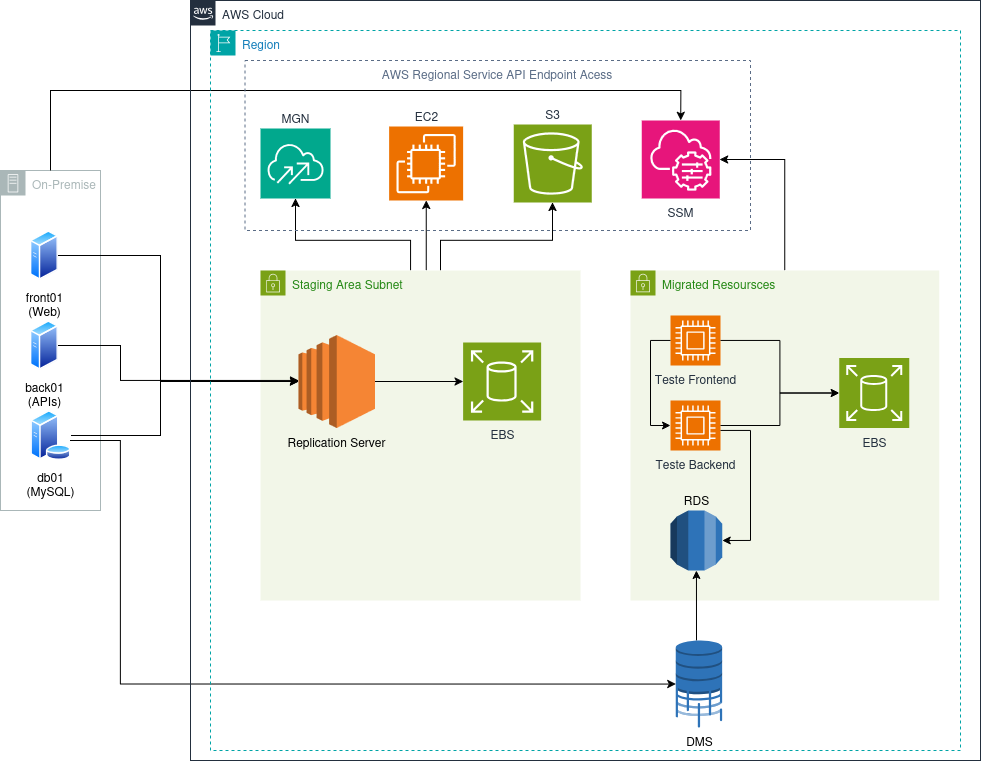 aws
AWS Cloud
Region
AWS Regional Service API Endpoint Acess
MGN
EC2
S3
SSM
On-Premise
front01
(Web)
back01
(APIs)
db01
(MySQL)
Staging Area Subnet
Replication Server
EBS
Migrated Resoursces
Teste Frontend
Teste Backend
EBS
RDS
DMS